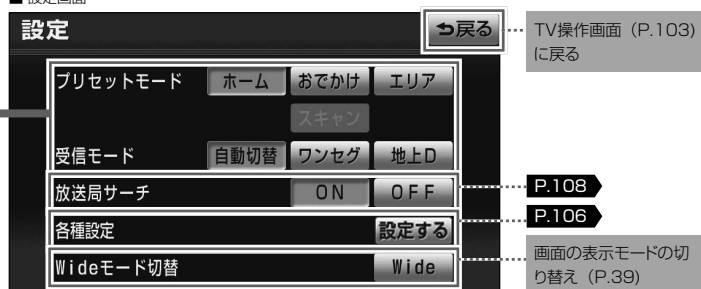 ■ 設定画面
設定
戻る
TV操作画面（P.103）
に戻る
プリセットモード ホーム おでかけ エリア
スキャン
受信モード 自動切替 ワンセグ 地上D
放送局サーチ ON OFF
P.108
各種設定 設定する
P.106
Wideモード切替 Wide
画面の表示モードの切
り替え（P.39）